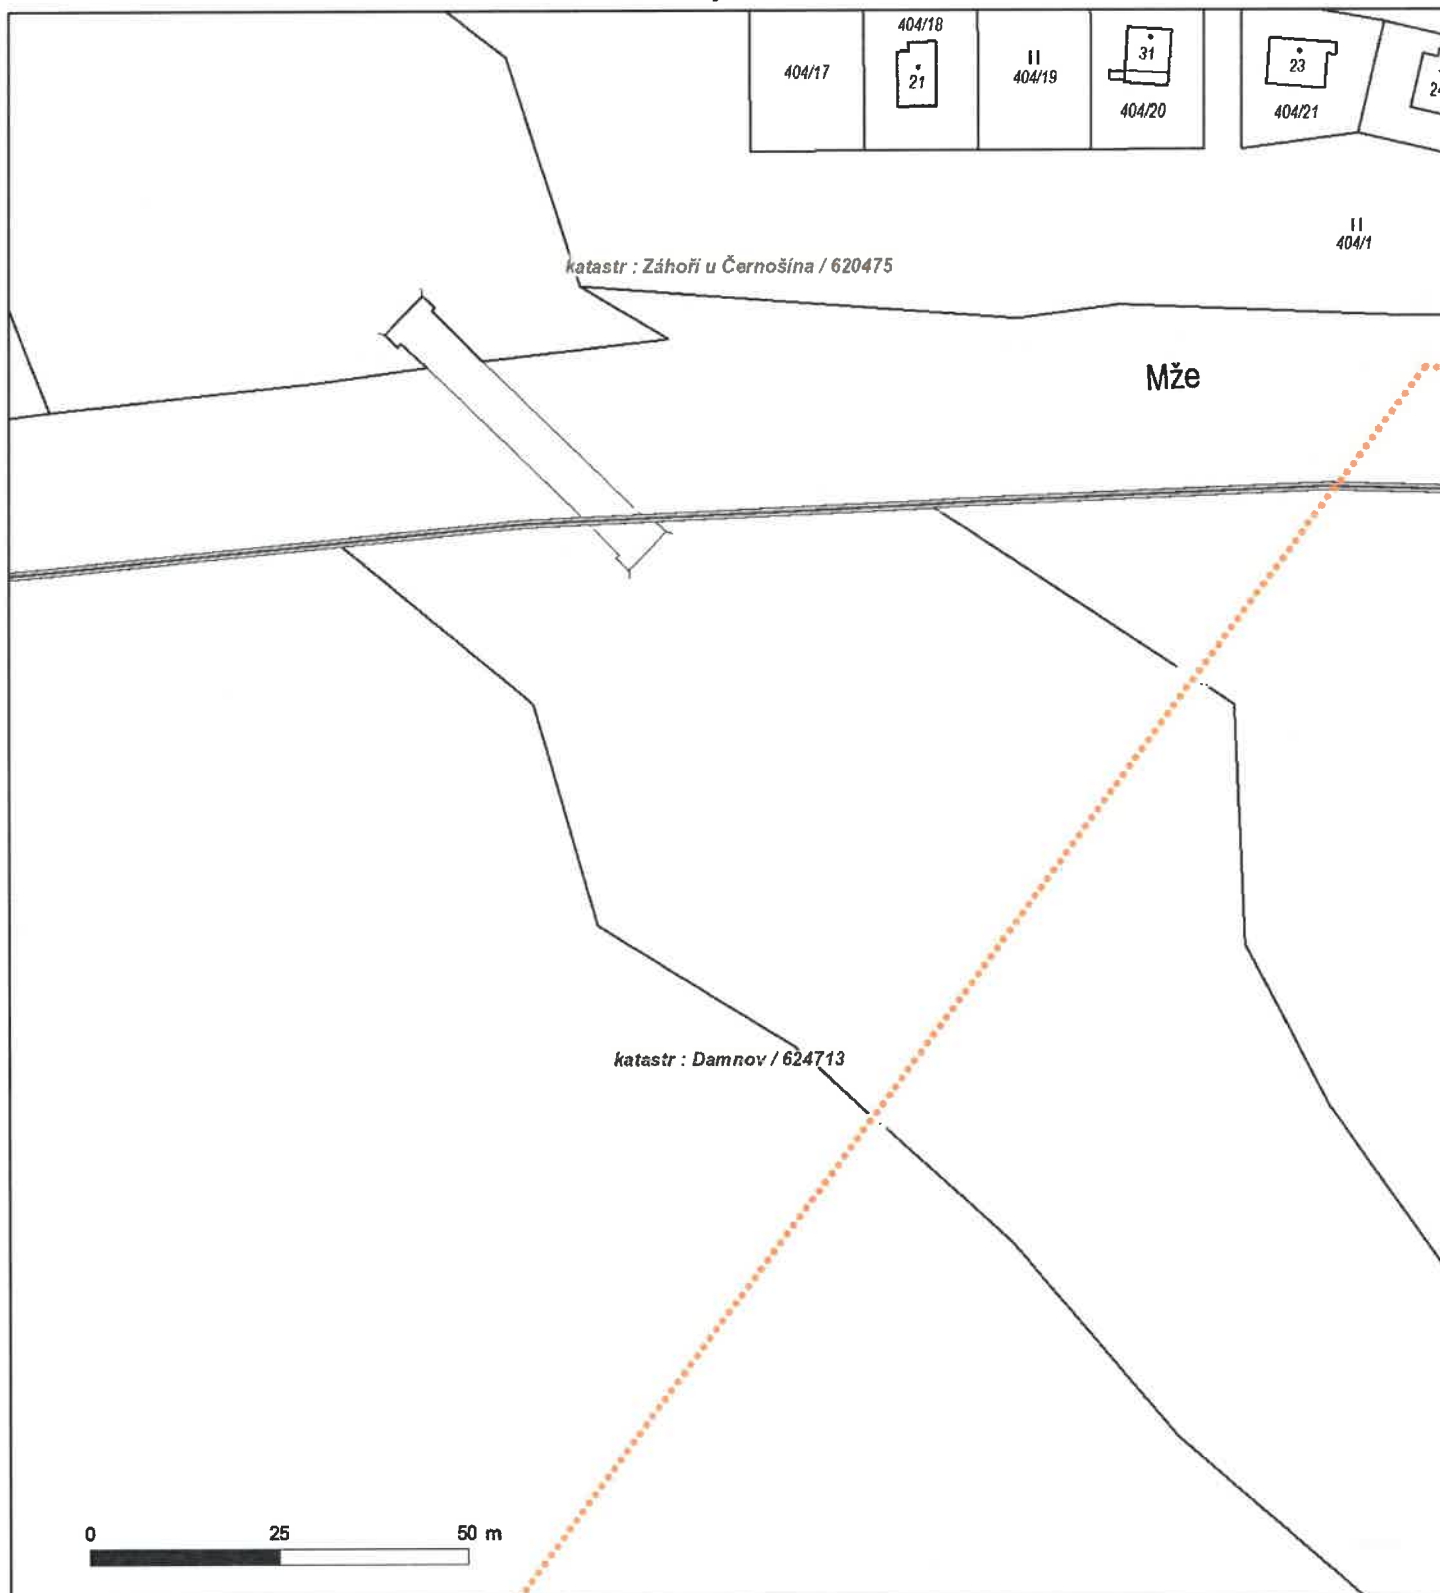 404/18
404/17
21
404/19
31
404/20
23
404/21
404/1
katastr : Záhoří u Černošína / 620475
Mže
katastr : Damnov / 624713
0 25 50 m